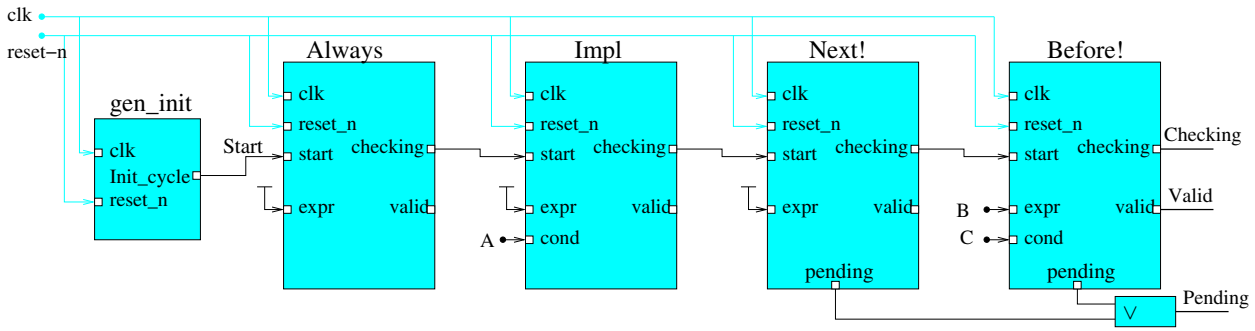 clk
reset-n
gen_init
clk
Init_cycle
reset_n
Start
Always
clk
reset_n
checking
start
expr
valid
Impl
clk
reset_n
checking
start
expr
valid
A
cond
Next!
clk
reset_n
checking
start
expr
valid
pending
Before!
clk
reset_n
checking
start
B
expr
valid
C
cond
pending
Checking
Valid
Pending
∨